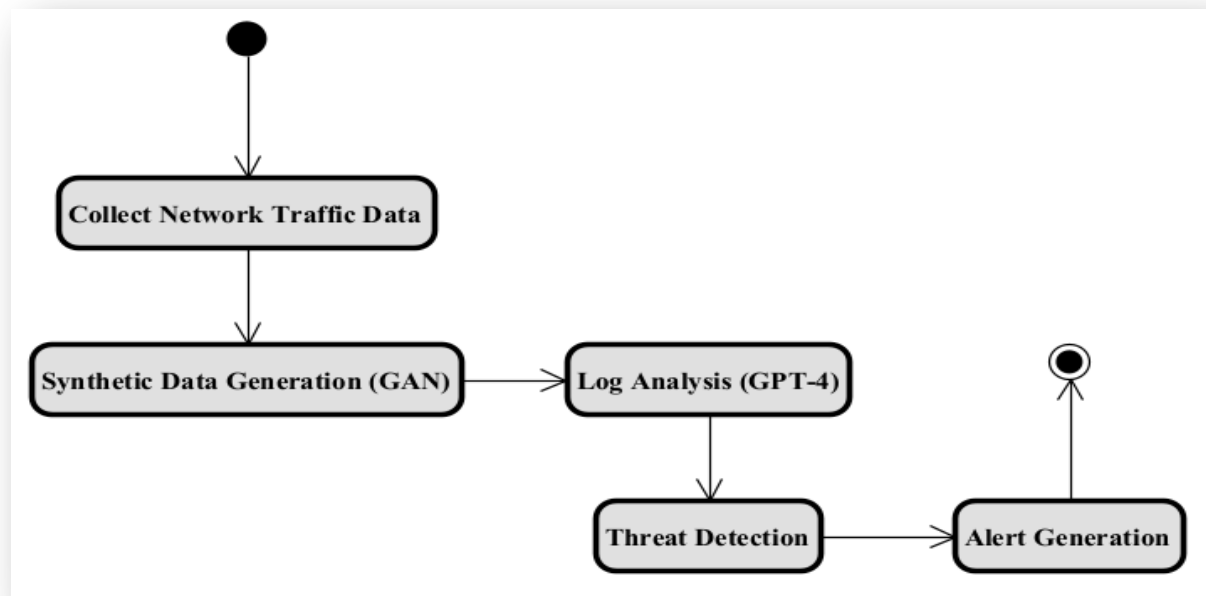 Collect Network Traffic Data
Synthetic Data Generation (GAN)
Log Analysis (GPT-4)
Threat Detection
Alert Generation